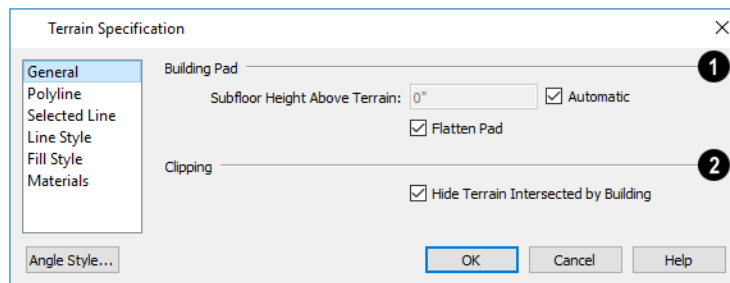 Terrain Specification
General
Polyline
Selected Line
Line Style
Fill Style
Materials
Building Pad
1
Subfloor Height Above Terrain: 0" Automatic
Flatten Pad
Clipping
2
Hide Terrain Intersected by Building
Angle Style...
OK
Cancel
Help